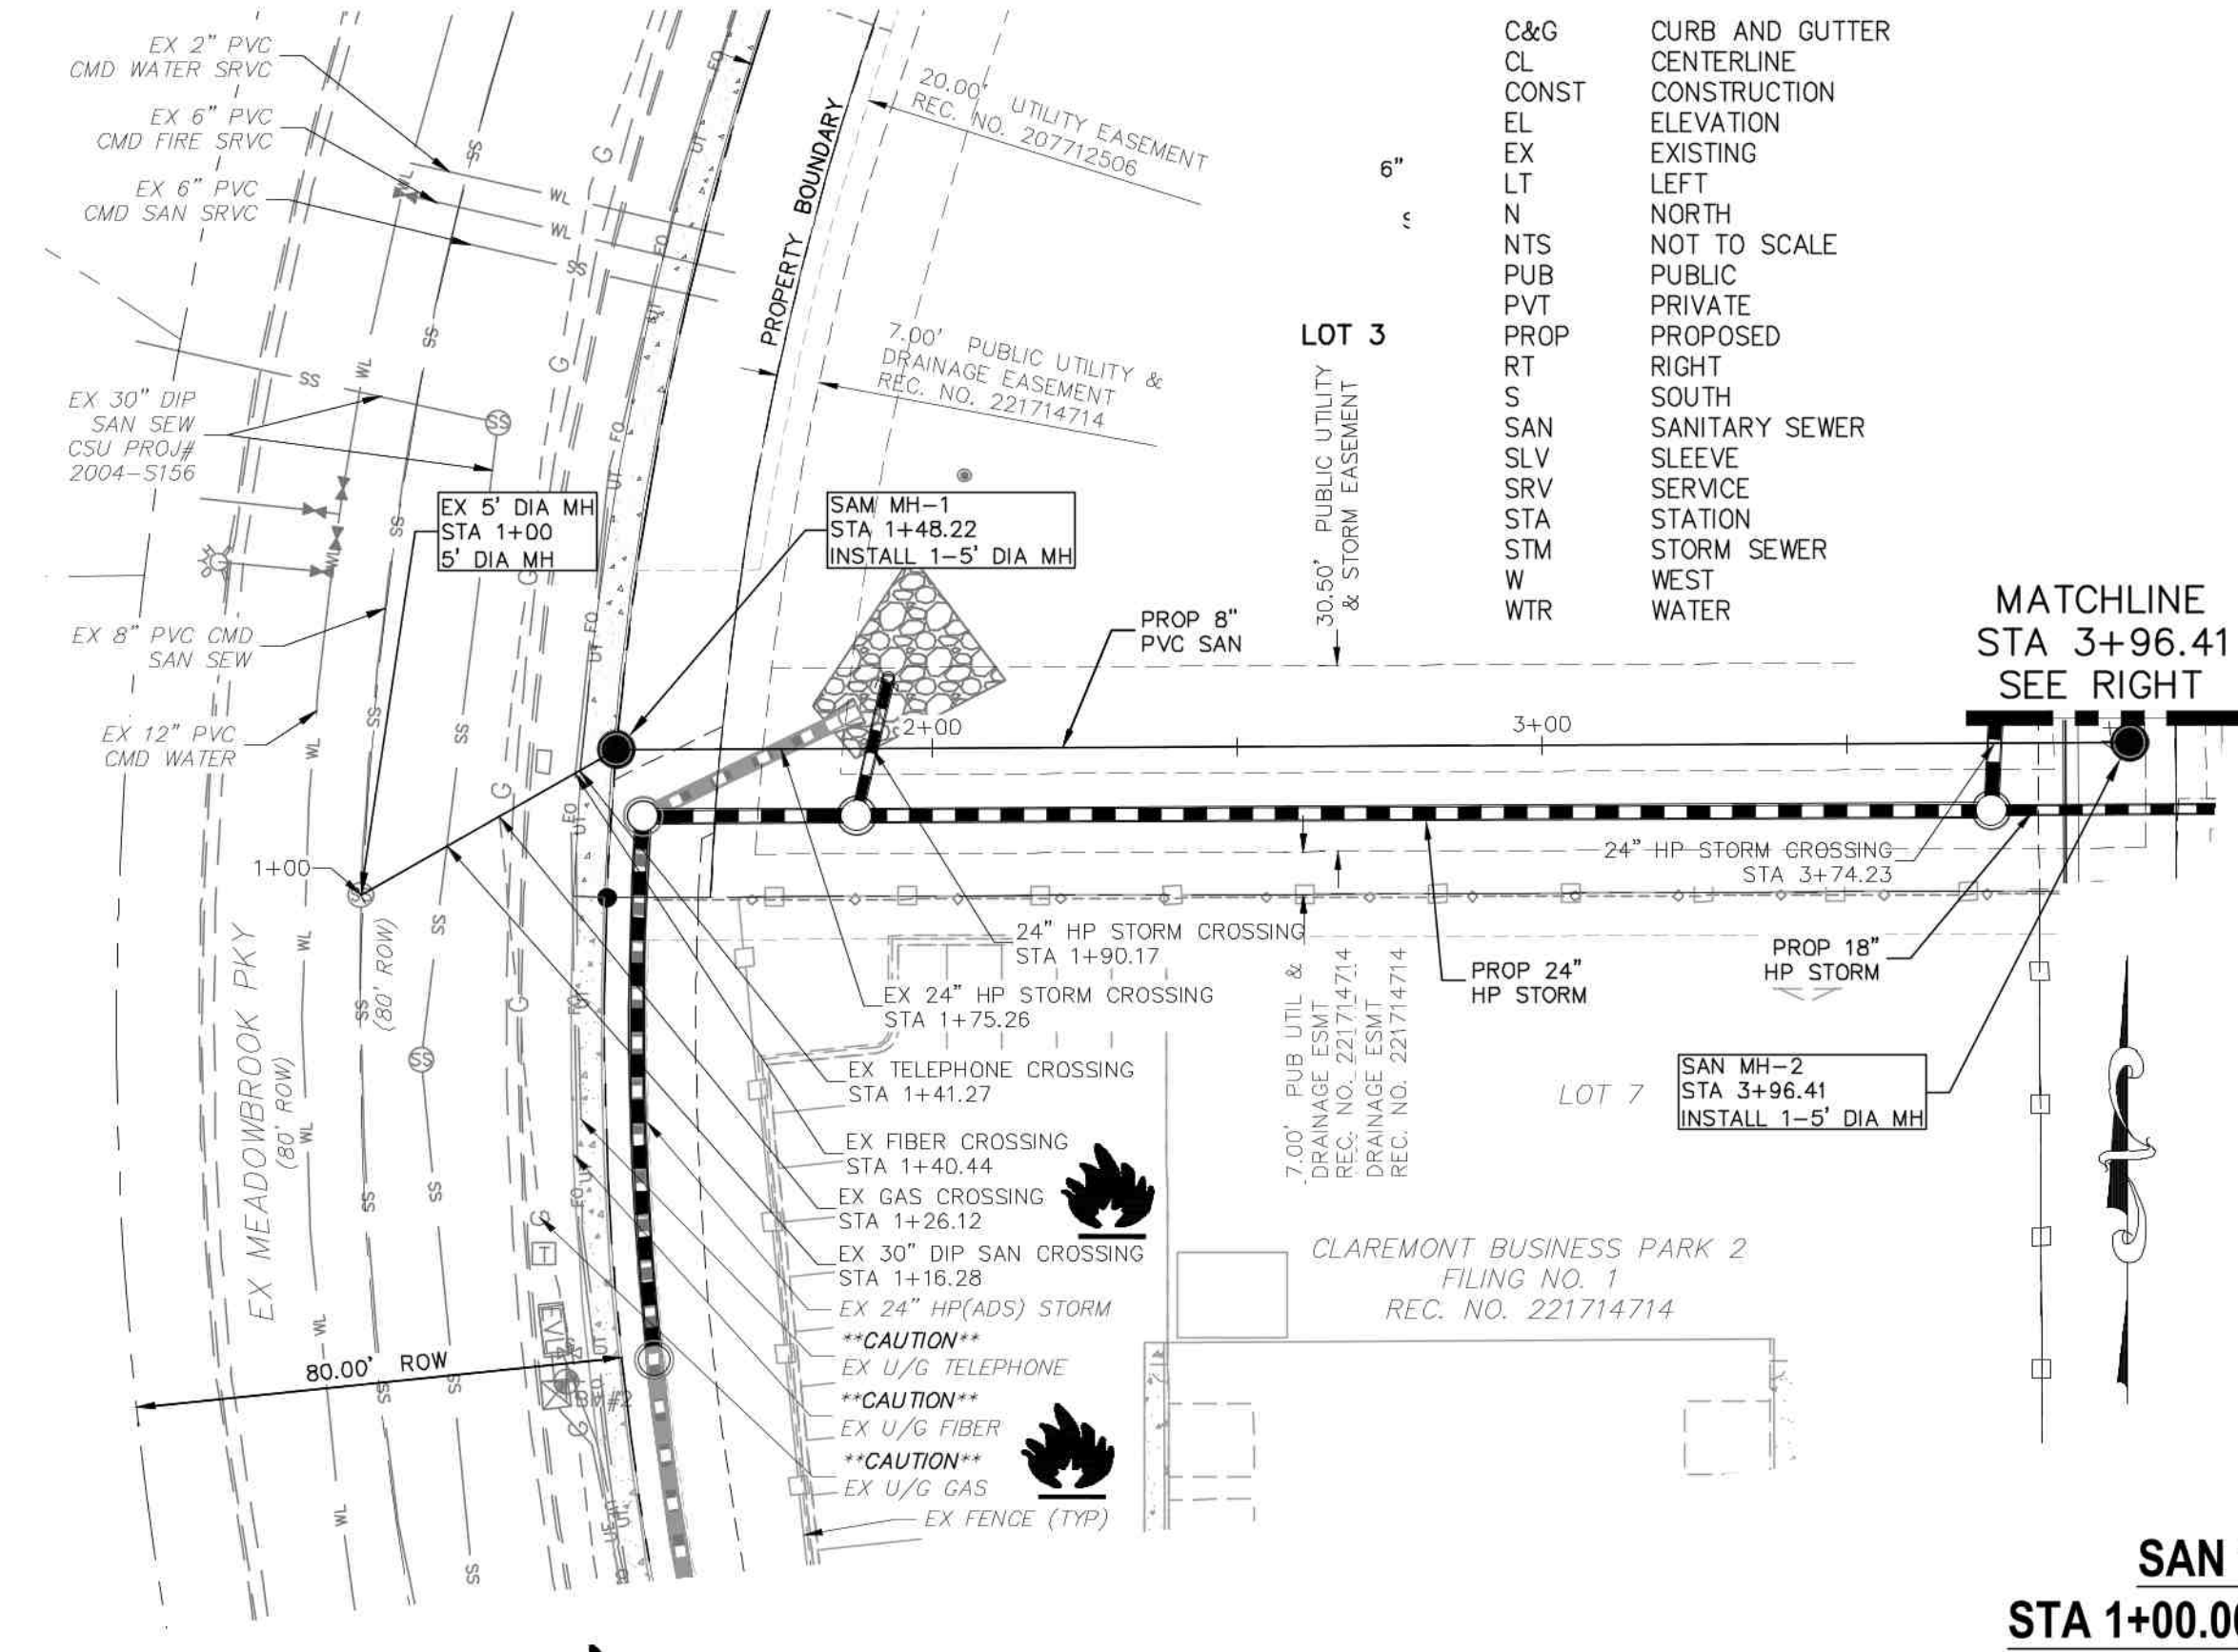 EX 2" PVC
CMD WATER SRVC
EX 6" PVC
CMD FIRE SRVC
EX 6" PVC
CMD SAN SRVC
EX 30" DIP
SAN SEW
CSU PROJ#
2004-S156
EX 8" PVC CMD
SAN SEW
EX 12" PVC
CMD WATER
EX 5' DIA MH
STA 1+00
5' DIA MH
SAM MH-1
STA 1+48.22
INSTALL 1-5' DIA MH
PROPERTY BOUNDARY
20.00' UTILITY EASEMENT
REC. NO. 207712506
7.00' PUBLIC UTILITY &
DRAINAGE EASEMENT
REC. NO. 221714714
LOT 3
30.50' PUBLIC UTILITY
& STORM EASEMENT
6"
C&G CURB AND GUTTER
CL CENTERLINE
CONST CONSTRUCTION
EL ELEVATION
EX EXISTING
LT LEFT
N NORTH
NTS NOT TO SCALE
PUB PUBLIC
PVT PRIVATE
PROP PROPOSED
RT RIGHT
S SOUTH
SAN SANITARY SEWER
SLV SLEEVE
SRV SERVICE
STA STATION
STM STORM SEWER
W WEST
WTR WATER
MATCHLINE
STA 3+96.41
SEE RIGHT
PROP 8"
PVC SAN
2+00
3+00
1+00
24" HP STORM CROSSING
STA 3+74.23
24" HP STORM CROSSING
STA 1+90.17
EX 24" HP STORM CROSSING
STA 1+75.26
EX TELEPHONE CROSSING
STA 1+41.27
EX FIBER CROSSING
STA 1+40.44
EX GAS CROSSING
STA 1+26.12
EX 30" DIP SAN CROSSING
STA 1+16.28
EX 24" HP(ADS) STORM
**CAUTION**
EX U/G TELEPHONE
**CAUTION**
EX U/G FIBER
**CAUTION**
EX U/G GAS
EX FENCE (TYP)
PROP 24"
HP STORM
PROP 18"
HP STORM
7.00' PUB UTIL &
DRAINAGE ESMT
REC. NO. 221714714
DRAINAGE ESMT
REC. NO. 221714714
LOT 7
SAN MH-2
STA 3+96.41
INSTALL 1-5' DIA MH
CLAREMONT BUSINESS PARK 2
FILING NO. 1
REC. NO. 221714714
EX MEADOWBROOK PKY
(80' ROW)
(80' ROW)
80.00' ROW
SS
WL
G
FO
UT
T
SAN
STA 1+00.00